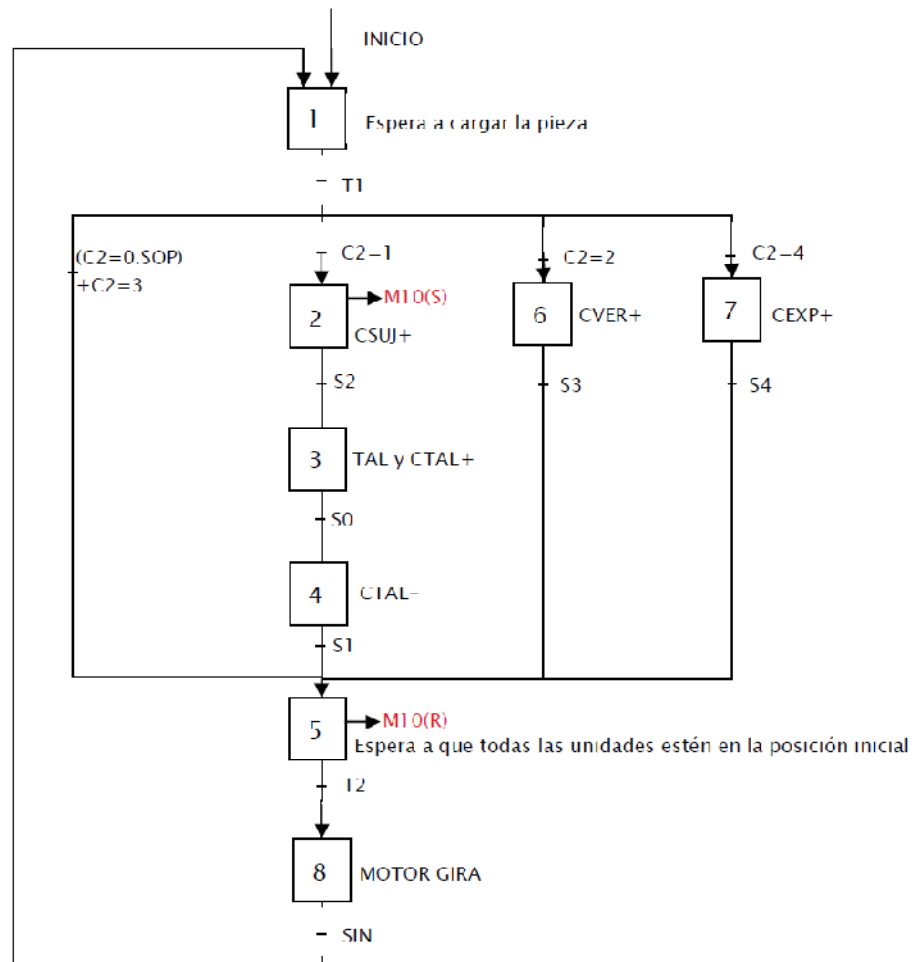 INICIO
1
Espera a cargar la pieza
T1
(C2=0.SOP)
+C2=3
C2-1
C2=2
C2-4
2
M10(S)
CSUJ+
6
CVER+
7
CEXP+
S2
S3
S4
3
TAL y CTAL+
S0
4
CTAL-
S1
5
M10(R)
Espera a que todas las unidades estén en la posición inicial
T2
8
MOTOR GIRA
SIN